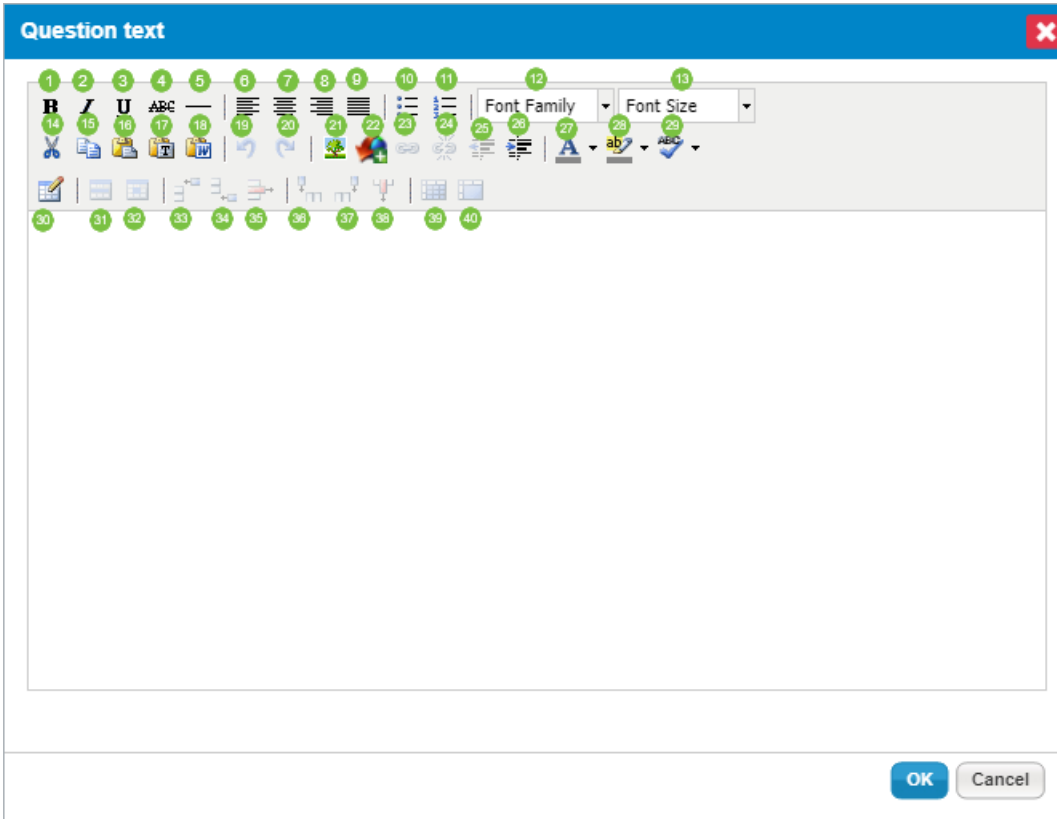 Question text
1 2 3 4 5 6 7 8 9 10 11 12 13
B I U ABC Font Family Font Size
14 15 16 17 18 19 20 21 22 23 24 25 26 27 28 29
T W A ab ABC
30 31 32 33 34 35 36 37 38 39 40
OK Cancel